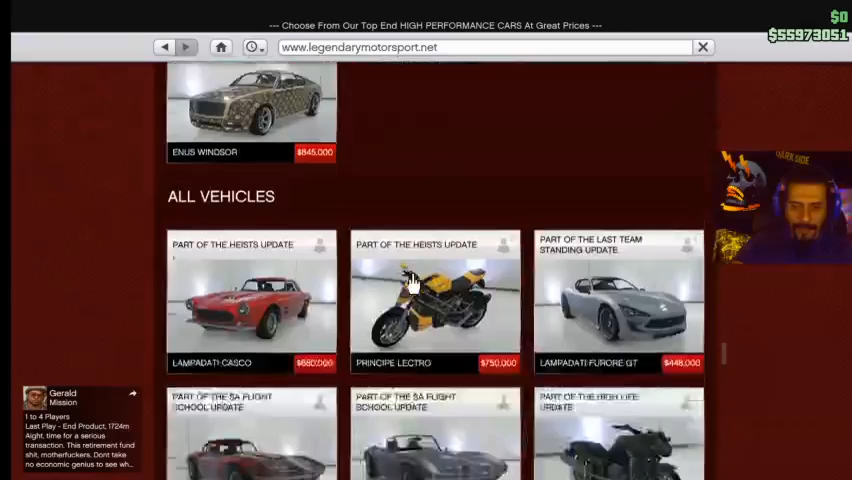 $0
--- Choose From Our Top End HIGH PERFORMANCE CARS At Great Prices ---
$55973051
www.legendarymotorsport.net
DARK SIDE
ENUS WINDSOR
$845,000
ALL VEHICLES
PART OF THE HEISTS UPDATE
PART OF THE HEISTS UPDATE
PART OF THE LAST TEAM
STANDING UPDATE
LAMPADATI CASCO
$680,000
PRINCIPE LECTRO
$750,000
LAMPADATI FURORE GT
$448,000
Gerald
Mission
1 to 4 Players
Last Play - End Product, 1724m
Aight, time for a serious
transaction. This retirement fund
shit, motherfuckers. Dont take
no economic genius to see wh...
PART OF THE SA FLIGHT
SCHOOL UPDATE
PART OF THE SA FLIGHT
SCHOOL UPDATE
PART OF THE HIGH LIFE
UPDATE